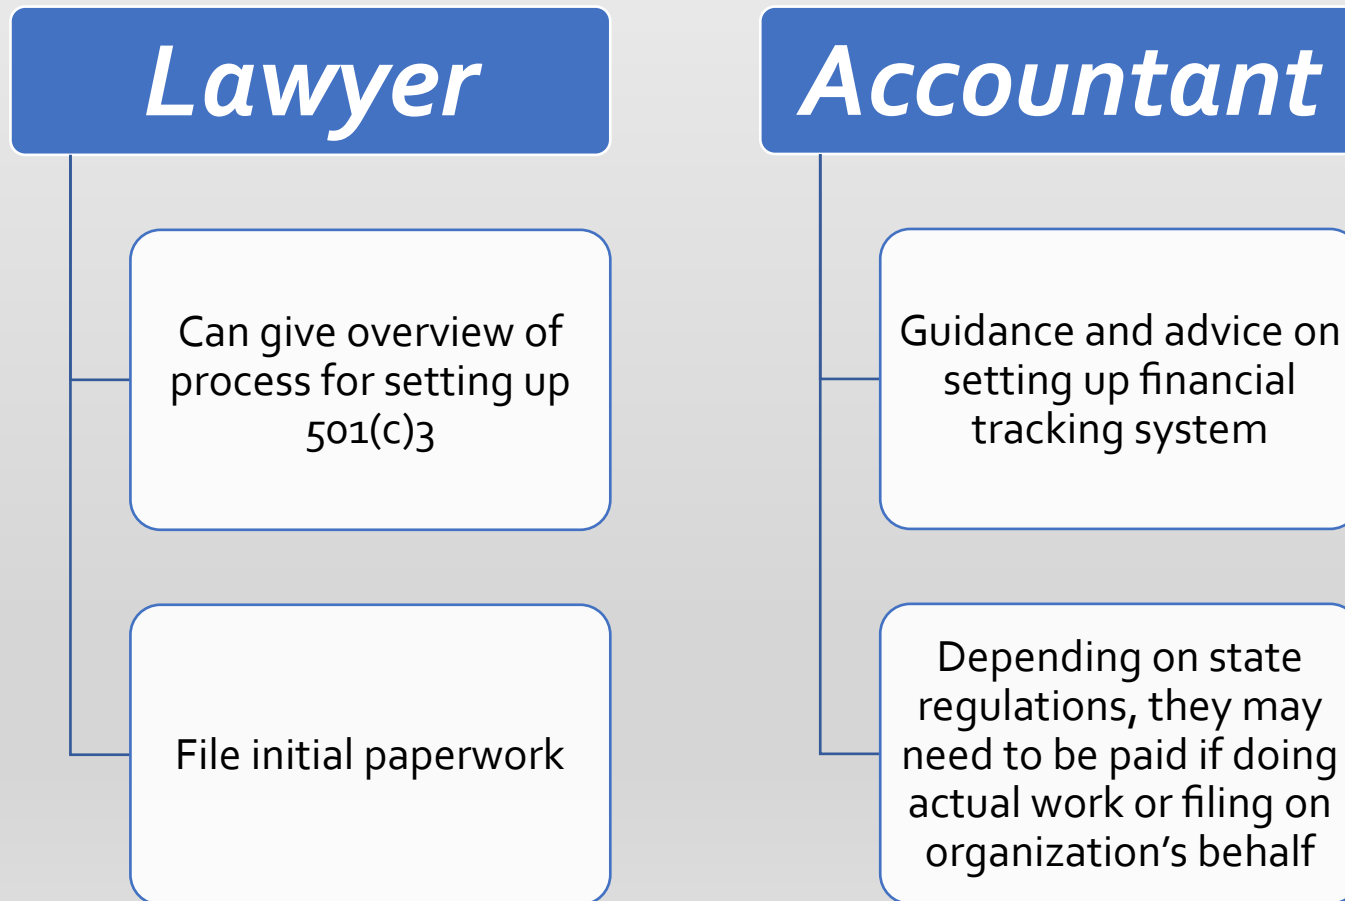 Lawyer
Can give overview of
process for setting up
501(c)3
File initial paperwork
Accountant
Guidance and advice on
setting up financial
tracking system
Depending on state
regulations, they may
need to be paid if doing
actual work or filing on
organization’s behalf